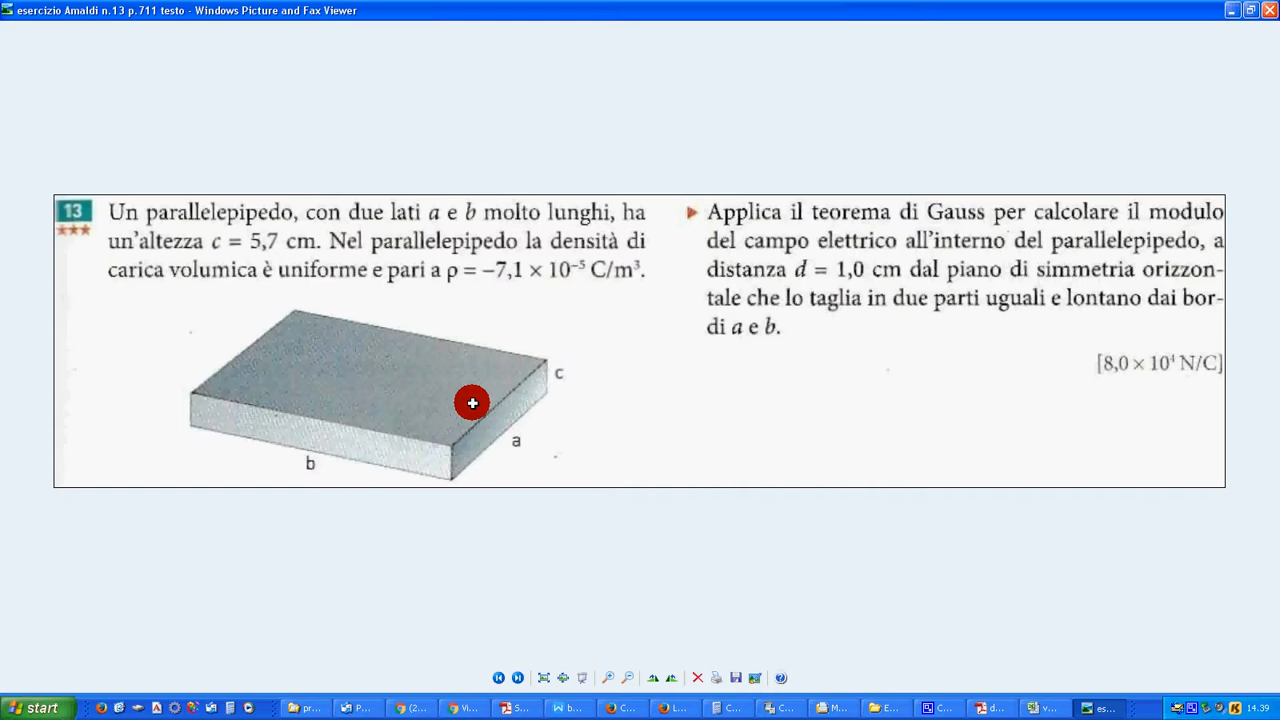 esercizio Amaldi n.13 p.711 testo - Windows Picture and Fax Viewer
13
Un parallelepipedo, con due lati a e b molto lunghi, ha
un'altezza c = 5,7 cm. Nel parallelepipedo la densità di
carica volumica è uniforme e pari a ρ = −7,1 × 10⁻⁵ C/m³.
c
a
b
Applica il teorema di Gauss per calcolare il modulo
del campo elettrico all'interno del parallelepipedo, a
distanza d = 1,0 cm dal piano di simmetria orizzon-
tale che lo taglia in due parti uguali e lontano dai bor-
di a e b.
[8,0 × 10⁴ N/C]
start
pr...
P...
(2...
Vi...
S...
b...
C...
L...
C...
C...
M...
E...
C...
d...
v...
es...
14.39